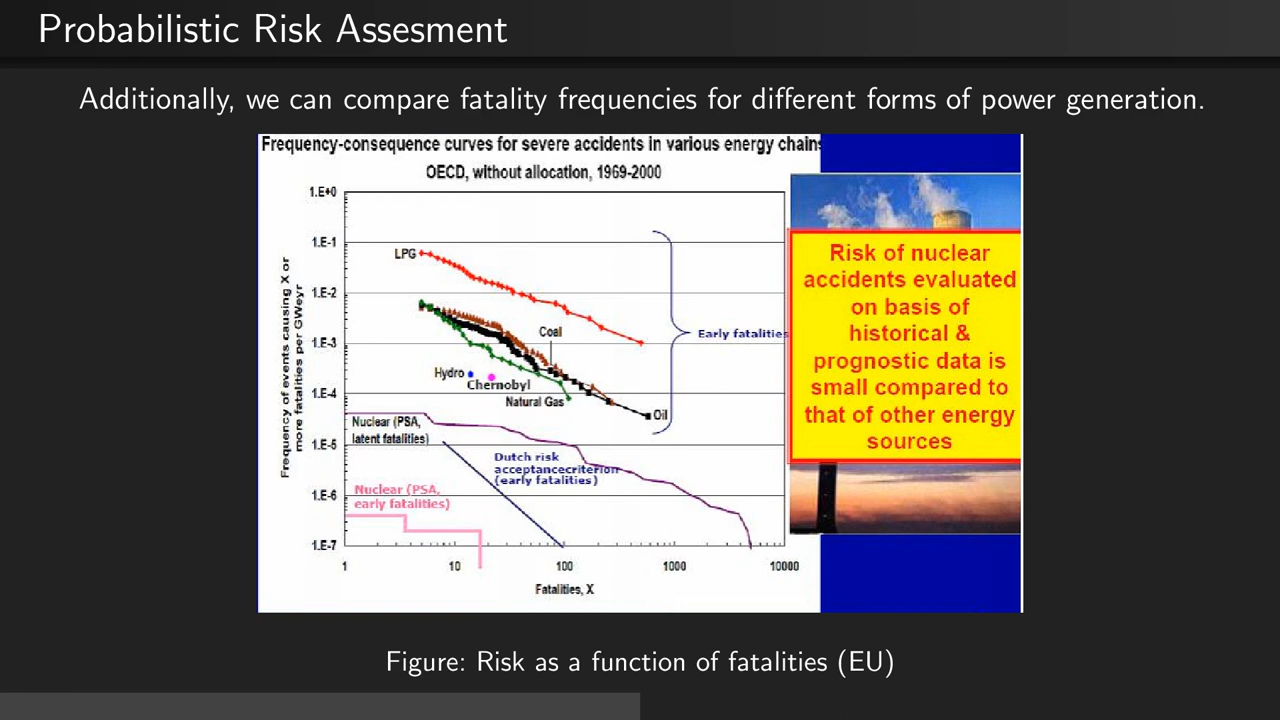 Probabilistic Risk Assesment
Additionally, we can compare fatality frequencies for different forms of power generation.
Frequency-consequence curves for severe accidents in various energy chains
OECD, without allocation, 1969-2000
Frequency of events causing X or
more fatalities per GWeyr
1.E+0
1.E-1
1.E-2
1.E-3
1.E-4
1.E-5
1.E-6
1.E-7
LPG
Coal
Early fatalities
Hydro
Chernobyl
Natural Gas
Oil
Nuclear (PSA,
latent fatalities)
Dutch risk
acceptancecriterion
(early fatalities)
Nuclear (PSA,
early fatalities)
1
10
100
1000
10000
Fatalities, X
Risk of nuclear
accidents evaluated
on basis of
historical &
prognostic data is
small compared to
that of other energy
sources
Figure: Risk as a function of fatalities (EU)